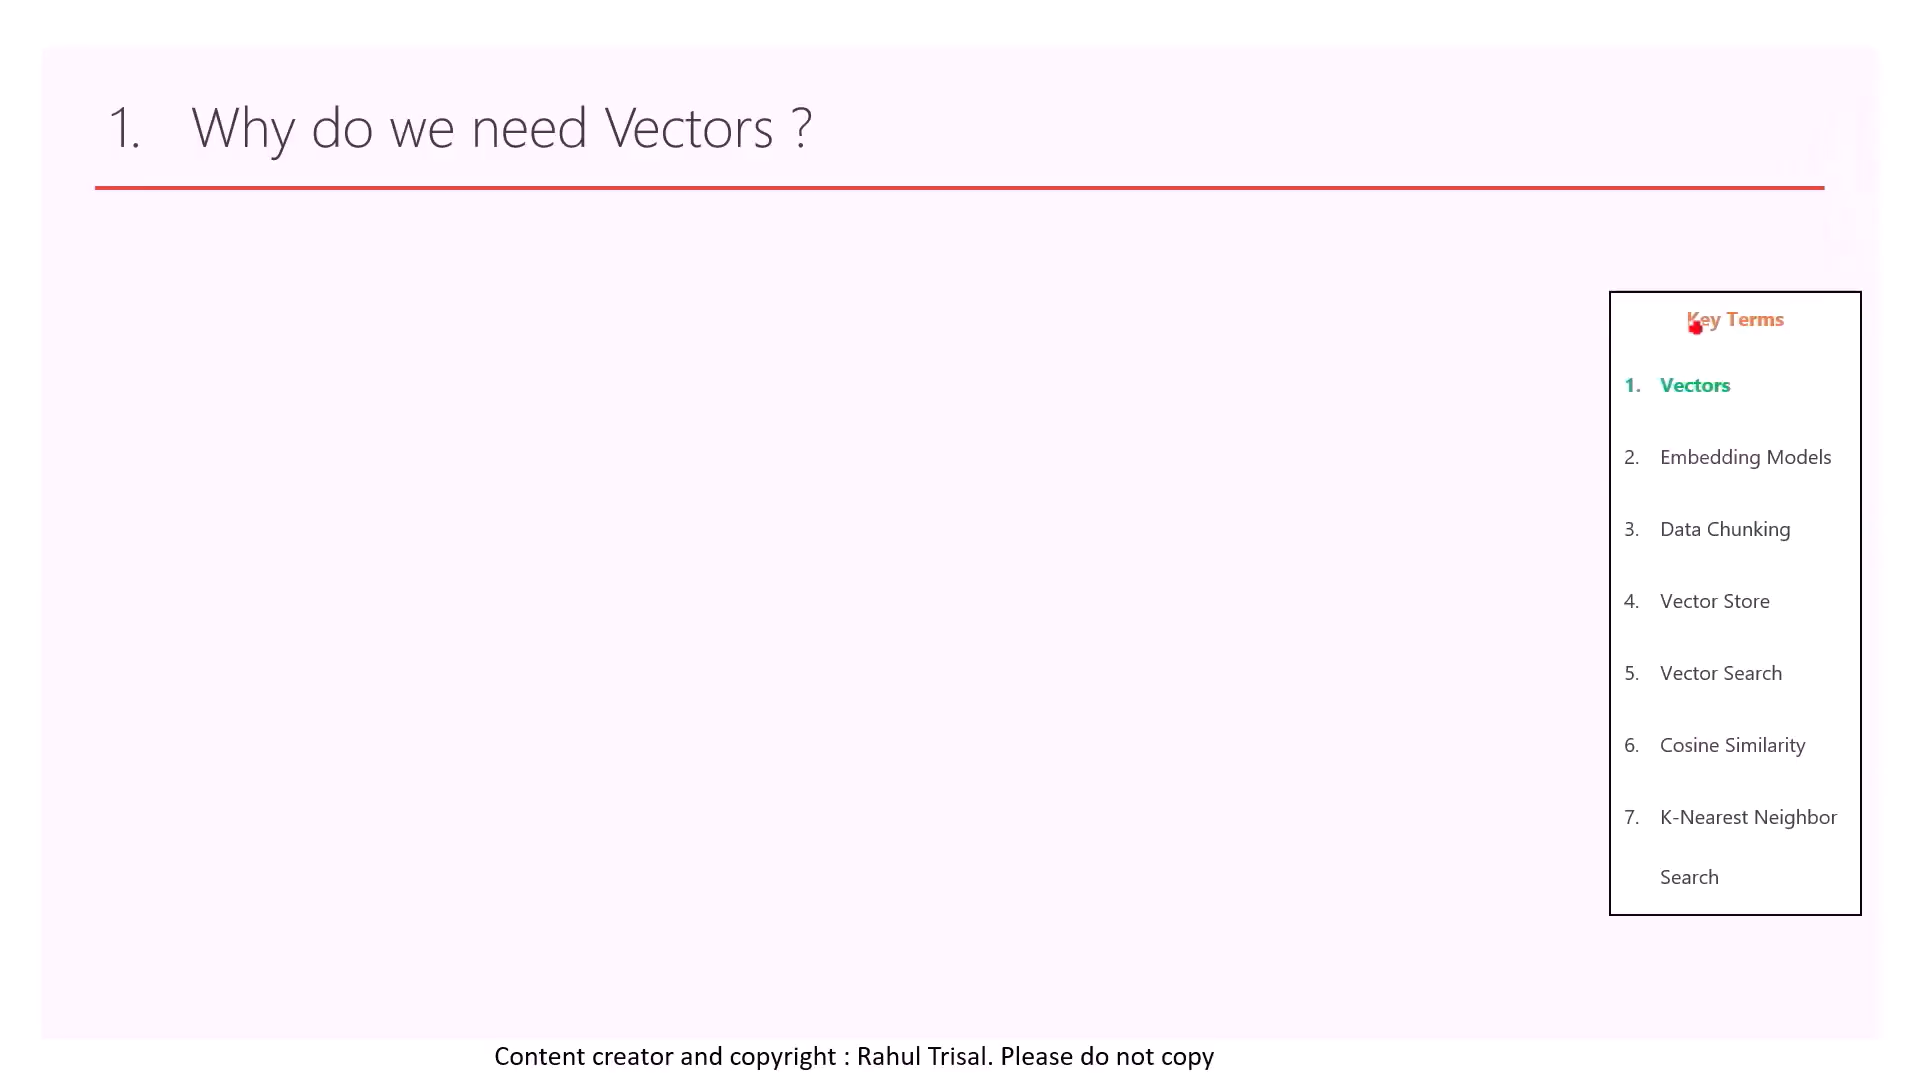 1. Why do we need Vectors ?
Key Terms
1. Vectors
2. Embedding Models
3. Data Chunking
4. Vector Store
5. Vector Search
6. Cosine Similarity
7. K-Nearest Neighbor
Search
Content creator and copyright : Rahul Trisal. Please do not copy